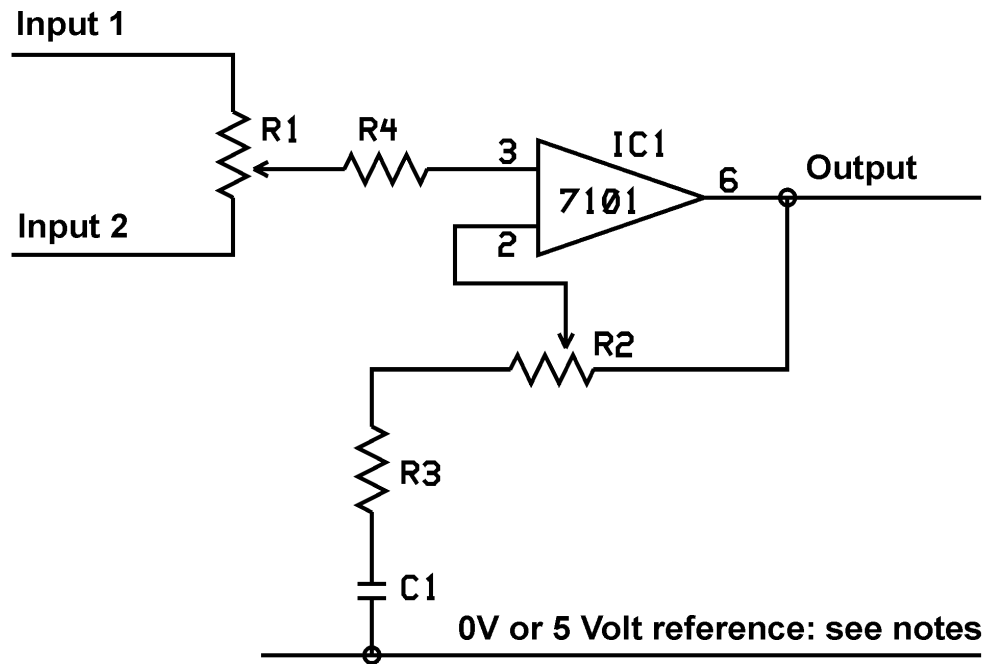 Input 1
R1
R4
3
IC1
7101
6
Output
Input 2
2
R2
R3
C1
0V or 5 Volt reference: see notes